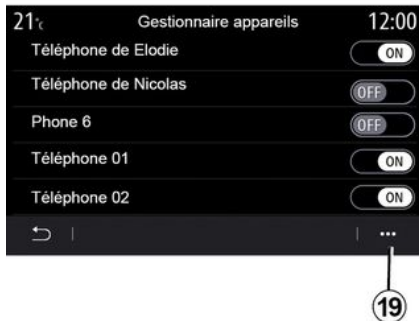 21°c Gestionnaire appareils 12:00
Téléphone de Elodie ON
Téléphone de Nicolas OFF
Phone 6 OFF
Téléphone 01 ON
Téléphone 02 ON
19